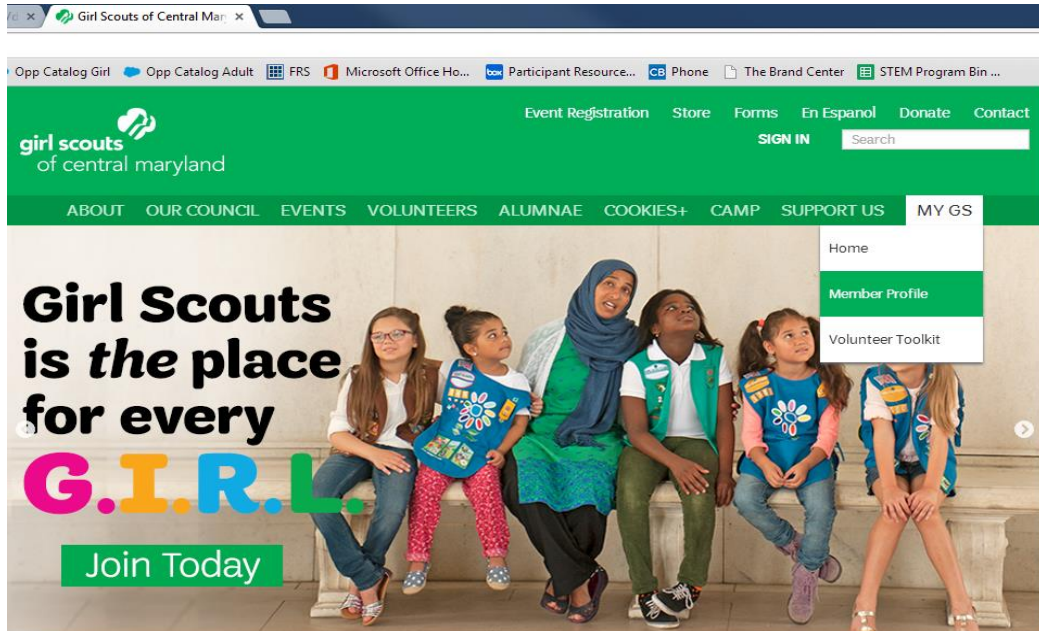 Girl Scouts of Central Mar
Opp Catalog Girl Opp Catalog Adult FRS Microsoft Office Ho... Participant Resource... CB Phone The Brand Center STEM Program Bin ...
Event Registration Store Forms En Espanol Donate Contact
SIGN IN Search
girl scouts
of central maryland
ABOUT OUR COUNCIL EVENTS VOLUNTEERS ALUMNAE COOKIES+ CAMP SUPPORT US MY GS
Home
Member Profile
Volunteer Toolkit
Girl Scouts
is the place
for every
G.I.R.L.
Join Today